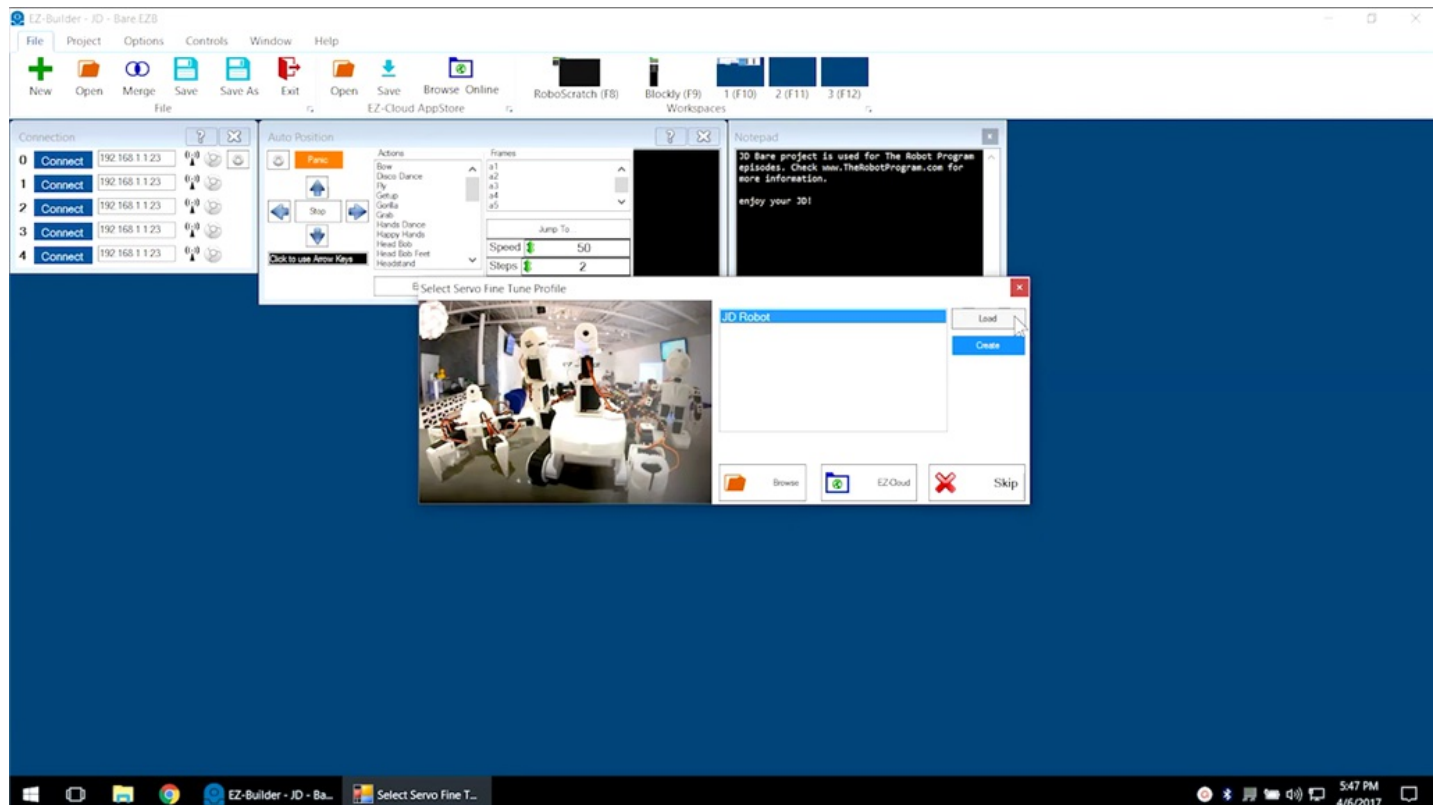 EZ-Builder - JD - Bare EZB
File Project Options Controls Window Help
New Open Merge Save Save As Exit Open Save Browse Online RoboScratch (F8) Blockly (F9) 1 (F10) 2 (F11) 3 (F12)
File EZ-Cloud AppStore Workspaces
Connection
0 Connect 192.168.1.1:23
1 Connect 192.168.1.1:23
2 Connect 192.168.1.1:23
3 Connect 192.168.1.1:23
4 Connect 192.168.1.1:23
Auto Position
Panic
Stop
Click to use Arrow Keys
Actions
Bow
Disco Dance
Fly
Getup
Gorilla
Grab
Hands Dance
Happy Hands
Head Bob
Head Bob Feet
Headstand
Frames
a1
a2
a3
a4
a5
Jump To...
Speed 50
Steps 2
Notepad
JD Bare project is used for The Robot Program
episodes. Check www.TheRobotProgram.com for
more information.
enjoy your JD!
Select Servo Fine Tune Profile
JD Robot
Load
Create
Browse
EZ-Cloud
Skip
EZ-Builder - JD - Ba...
Select Servo Fine T...
5:47 PM
4/6/2017